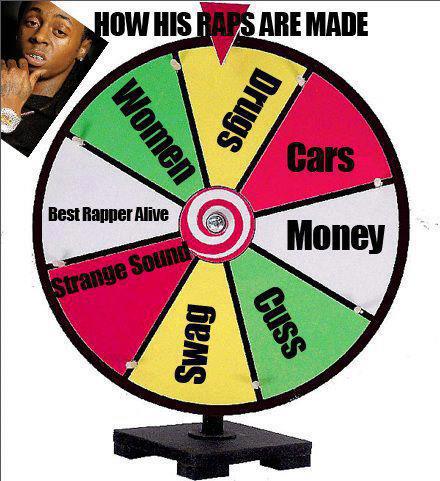 HOW HIS RAPS ARE MADE
Drugs
Cars
Money
Cuss
Swag
Strange Sound
Best Rapper Alive
Women